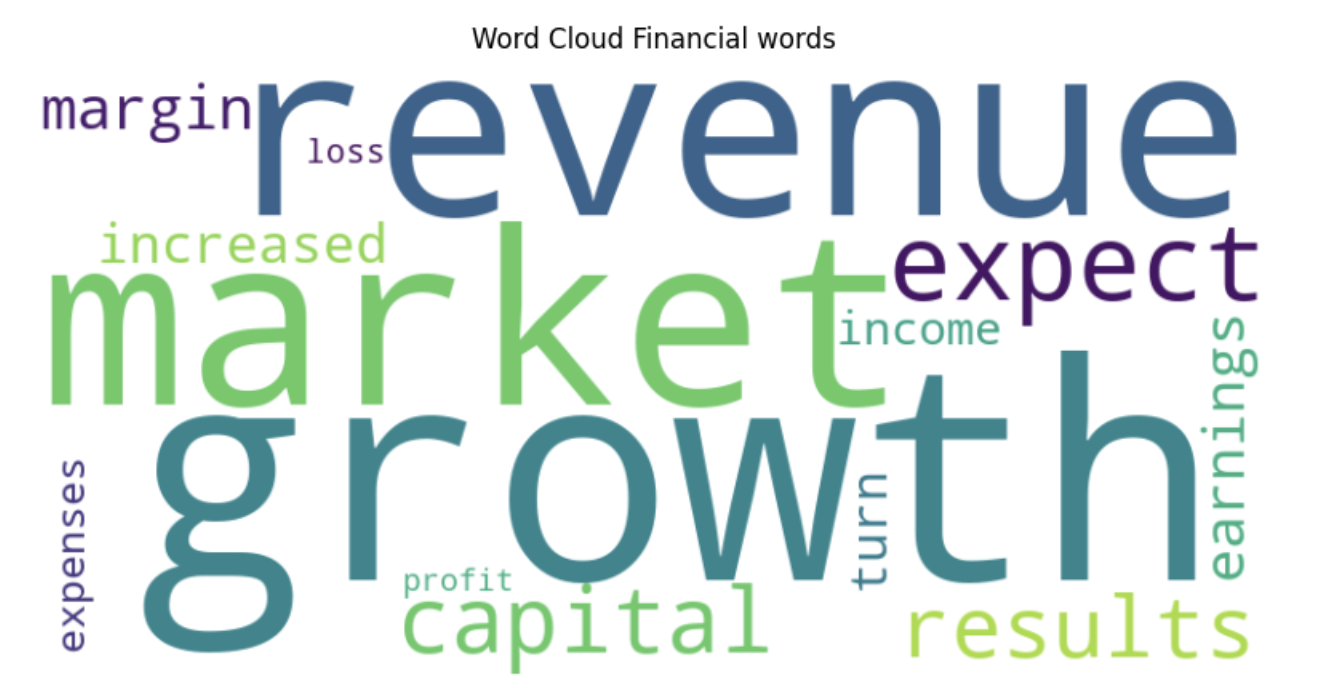 Word Cloud Financial words
margin
revenue
loss
increased
expect
market
income
earnings
growth
expenses
turn
profit
capital
results